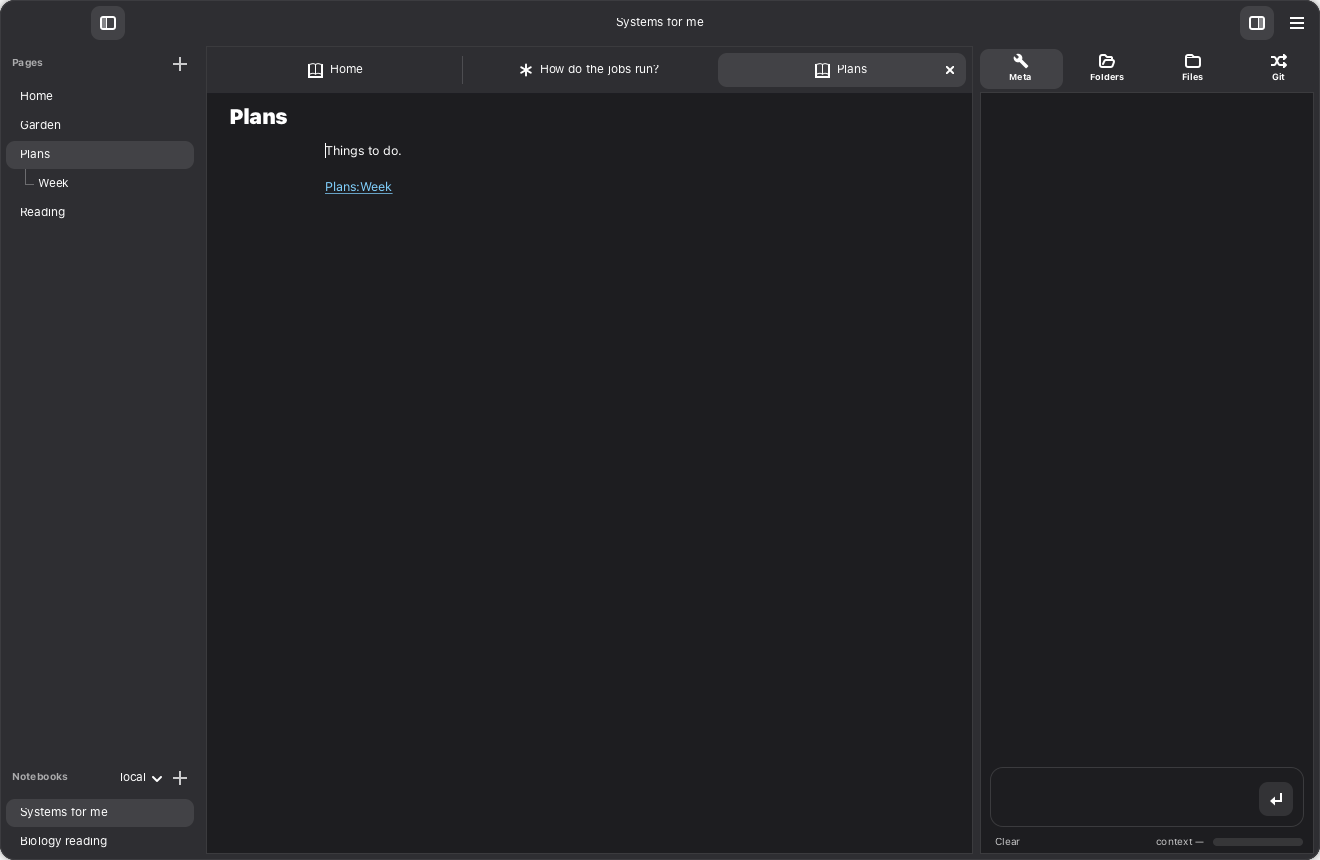 Systems for me
Pages
Home
Garden
Plans
Week
Reading
Home
How do the jobs run?
Plans
Plans
Things to do.
Plans:Week
Meta
Folders
Files
Git
Notebooks
local
Systems for me
Biology reading
Clear
context —